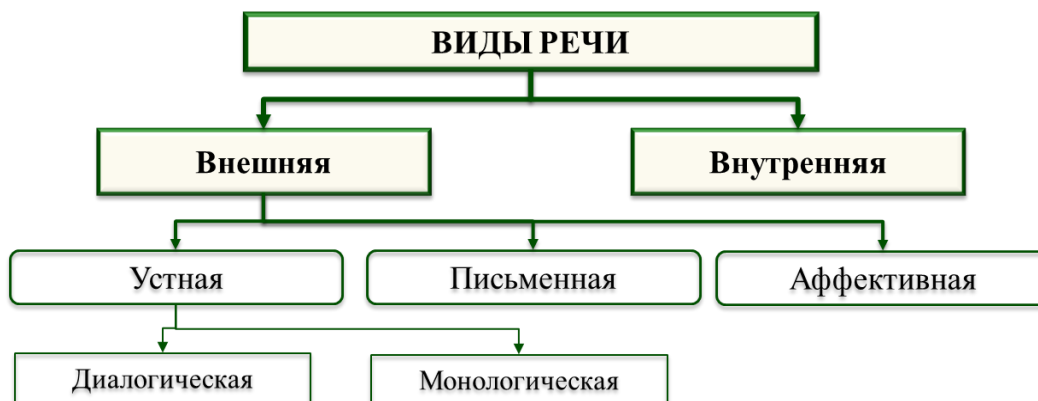 ВИДЫ РЕЧИ
Внешняя
Внутренняя
Устная
Письменная
Аффективная
Диалогическая
Монологическая